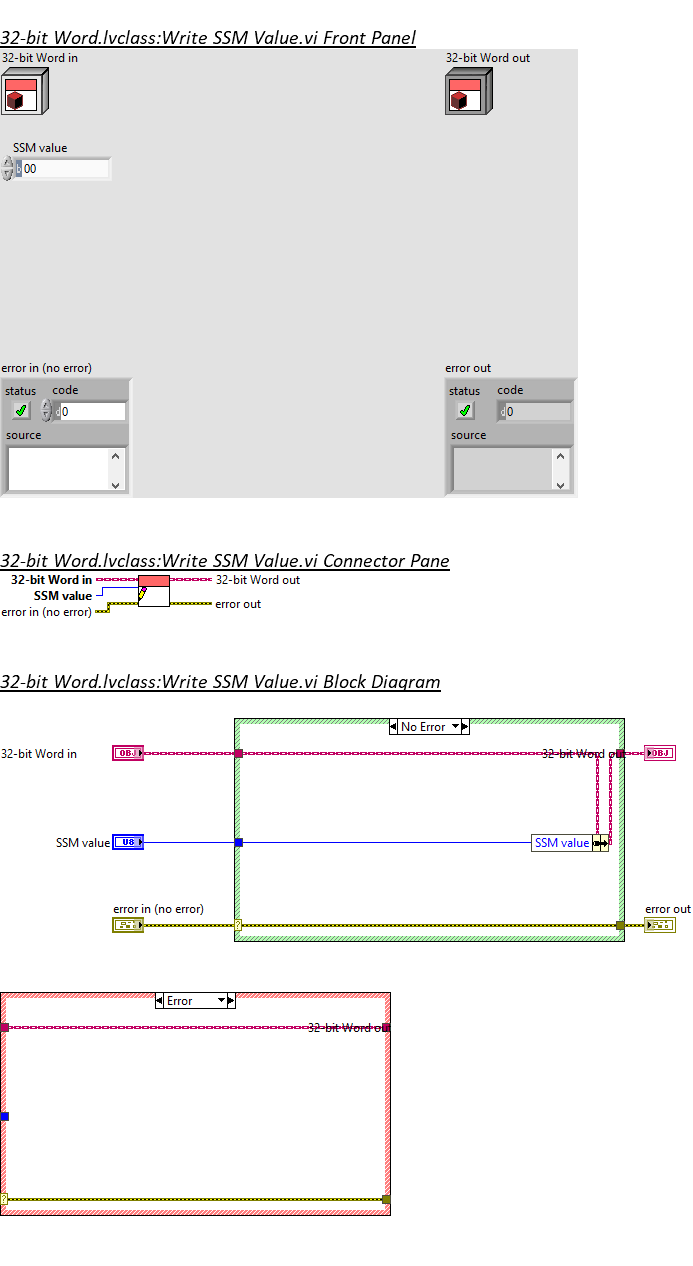 32-bit Word.lvclass:Write SSM Value.vi Front Panel
32-bit Word in
32-bit Word out
SSM value
b 00
error in (no error)
error out
status code
d 0
source
status code
d 0
source
32-bit Word.lvclass:Write SSM Value.vi Connector Pane
32-bit Word in
32-bit Word out
SSM value
error in (no error)
error out
32-bit Word.lvclass:Write SSM Value.vi Block Diagram
No Error
32-bit Word in
OBJ
32-bit Word out
OBJ
SSM value
U8
SSM value
error in (no error)
?
error out
Error
32-bit Word out
?